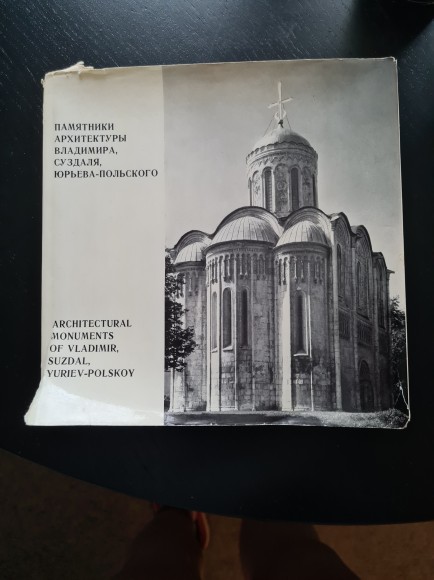 ПАМЯТНИКИ
АРХИТЕКТУРЫ
ВЛАДИМИРА,
СУЗДАЛЯ,
ЮРЬЕВА-ПОЛЬСКОГО
ARCHITECTURAL
MONUMENTS
OF VLADIMIR,
SUZDAL,
YURIEV-POLSKOY